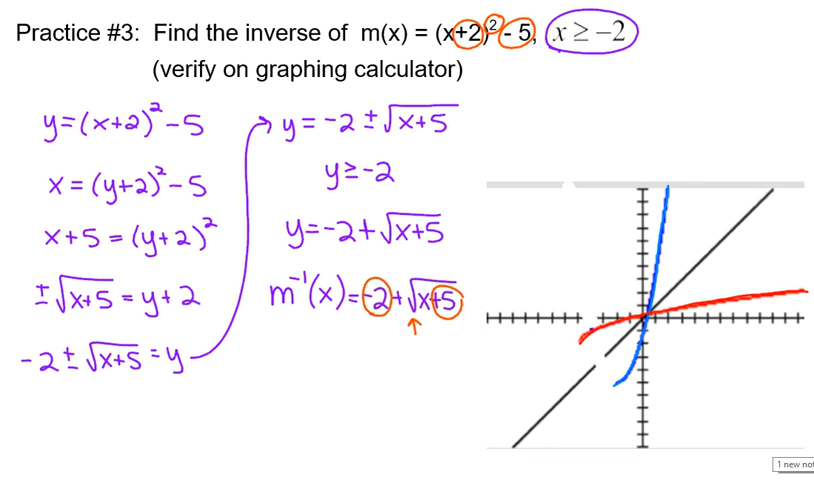 Practice #3:  Find the inverse of  m(x) = (x+2)² - 5,  x ≥ −2
(verify on graphing calculator)
y=(x+2)²-5
x=(y+2)²-5
x+5=(y+2)²
±√x+5 = y+2
-2±√x+5 = y
y=-2±√x+5
y≥-2
y=-2+√x+5
m⁻¹(x)=-2+√x+5
1 new not